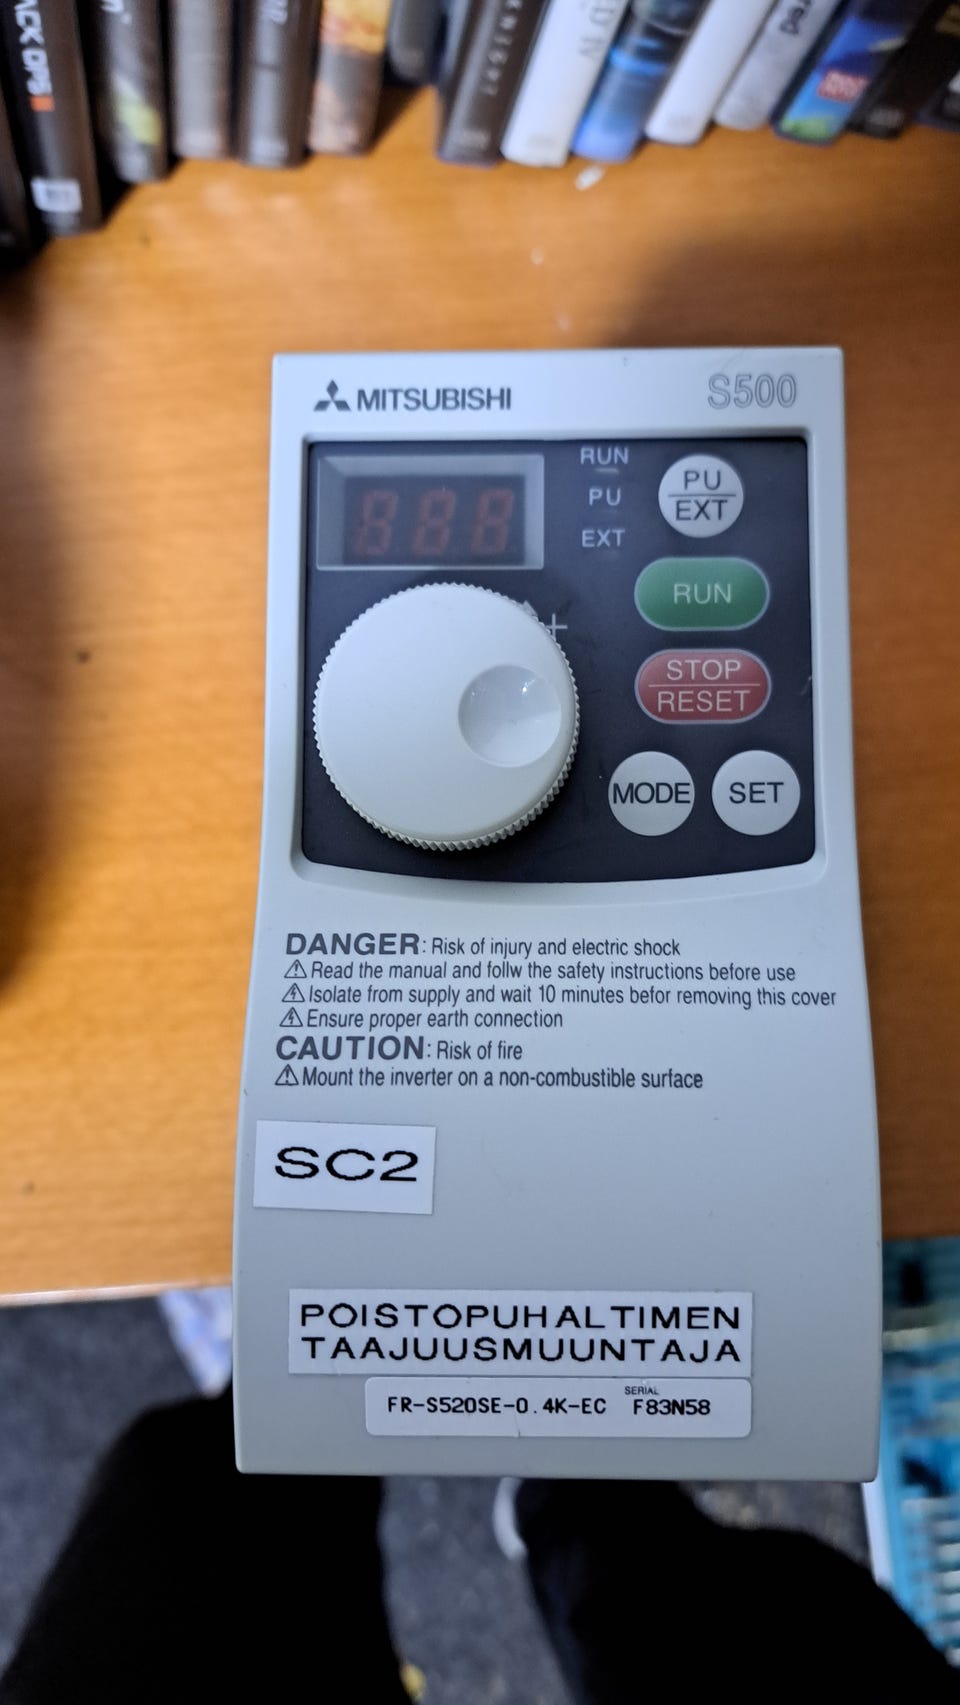 MITSUBISHI
S500
888
RUN
PU
EXT
PU
EXT
RUN
+
STOP
RESET
MODE
SET
DANGER: Risk of injury and electric shock
Read the manual and follw the safety instructions before use
Isolate from supply and wait 10 minutes befor removing this cover
Ensure proper earth connection
CAUTION: Risk of fire
Mount the inverter on a non-combustible surface
SC2
POISTOPUHALTIMEN
TAAJUUSMUUNTAJA
FR-S520SE-0.4K-EC SERIAL F83N58